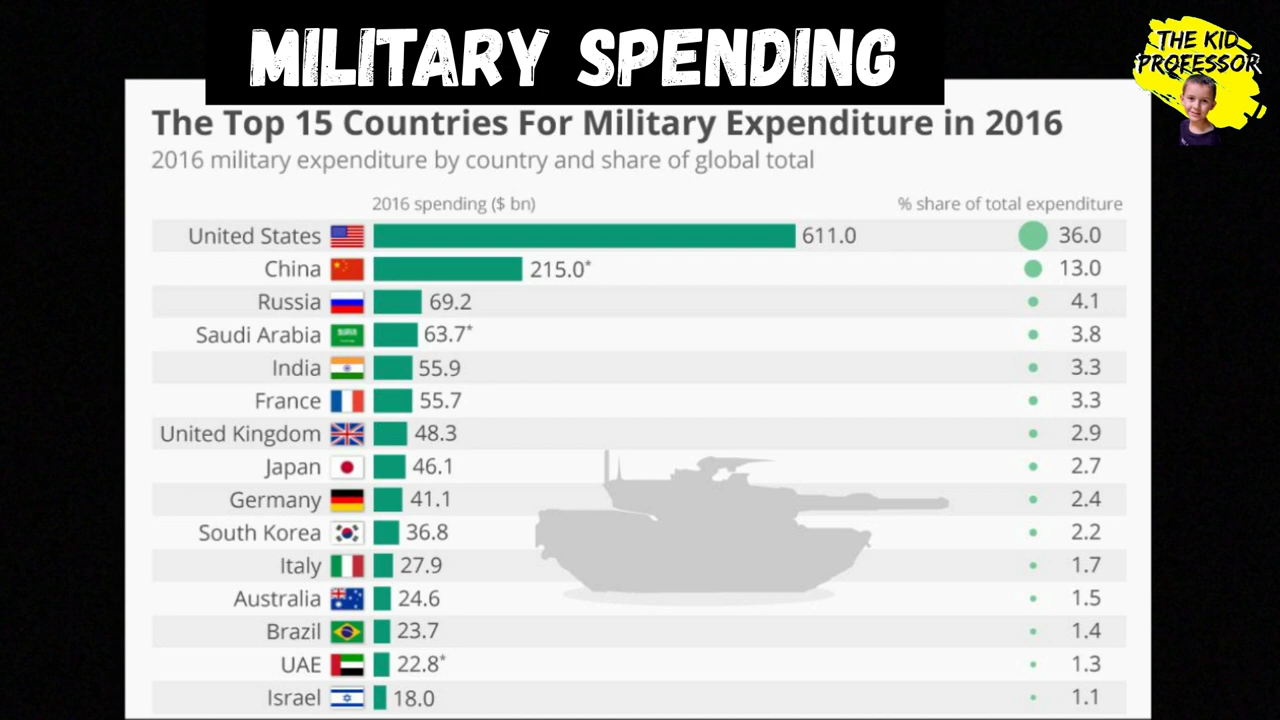 MILITARY SPENDING
THE KID
PROFESSOR
The Top 15 Countries For Military Expenditure in 2016
2016 military expenditure by country and share of global total
2016 spending ($ bn) % share of total expenditure
United States 611.0 36.0
China 215.0* 13.0
Russia 69.2 4.1
Saudi Arabia 63.7* 3.8
India 55.9 3.3
France 55.7 3.3
United Kingdom 48.3 2.9
Japan 46.1 2.7
Germany 41.1 2.4
South Korea 36.8 2.2
Italy 27.9 1.7
Australia 24.6 1.5
Brazil 23.7 1.4
UAE 22.8* 1.3
Israel 18.0 1.1